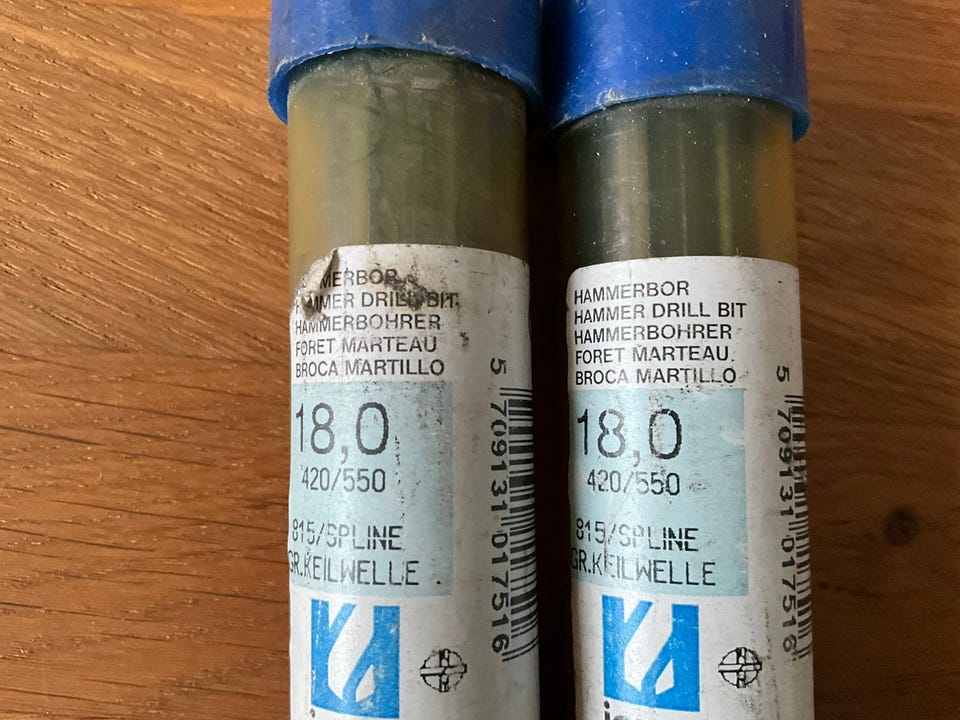 MERBOR
HAMMER DRILL BIT
HAMMERBOHRER
FORET MARTEAU
BROCA MARTILLO
18,0
420/550
815/SPLINE
GR.KEILWELLE
5 709131 017516
HAMMERBOR
HAMMER DRILL BIT
HAMMERBOHRER
FORET MARTEAU
BROCA MARTILLO
18,0
420/550
815/SPLINE
GR.KEILWELLE
5 709131 017516